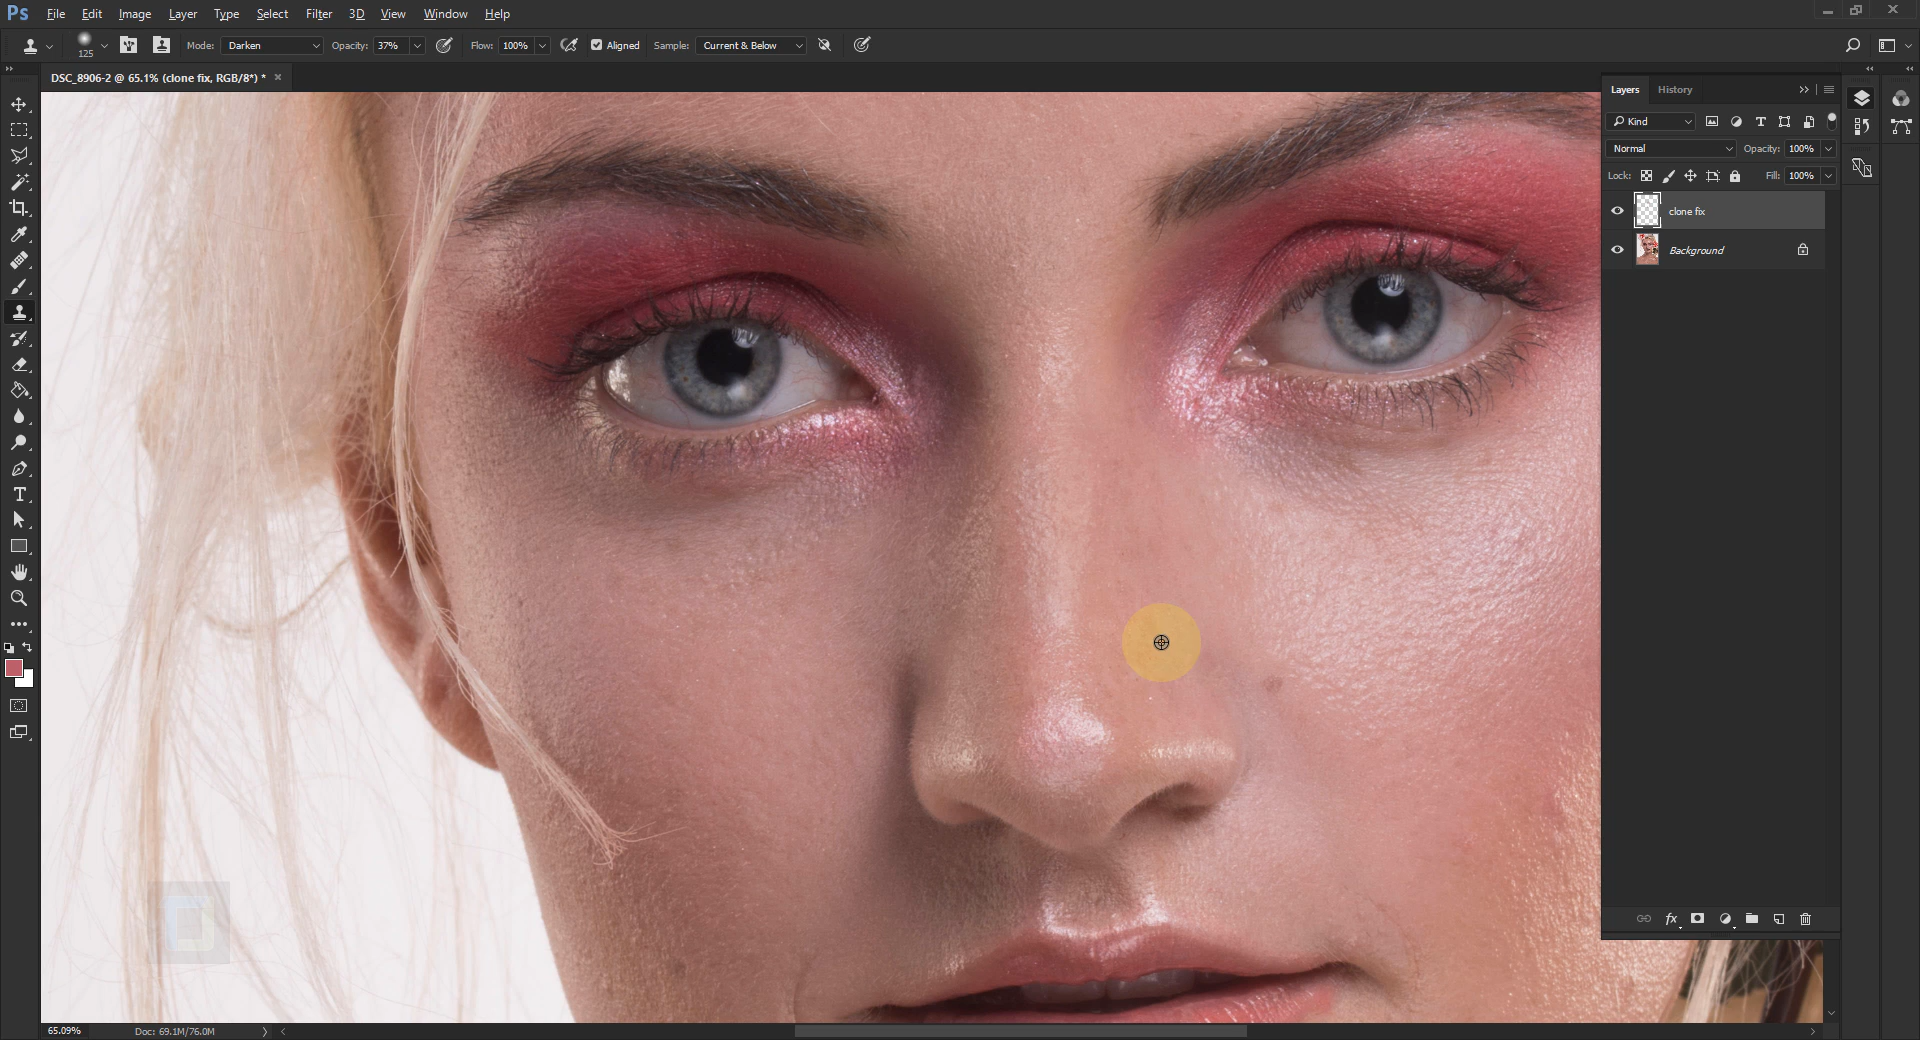 Ps File Edit Image Layer Type Select Filter 3D View Window Help
125 Mode: Darken Opacity: 37% Flow: 100% Aligned Sample: Current & Below
DSC_8906-2 @ 65.1% (clone fix, RGB/8*) * ×
Layers History
Kind
Normal Opacity: 100%
Lock: Fill: 100%
clone fix
Background
fx
65.09% Doc: 69.1M/76.0M